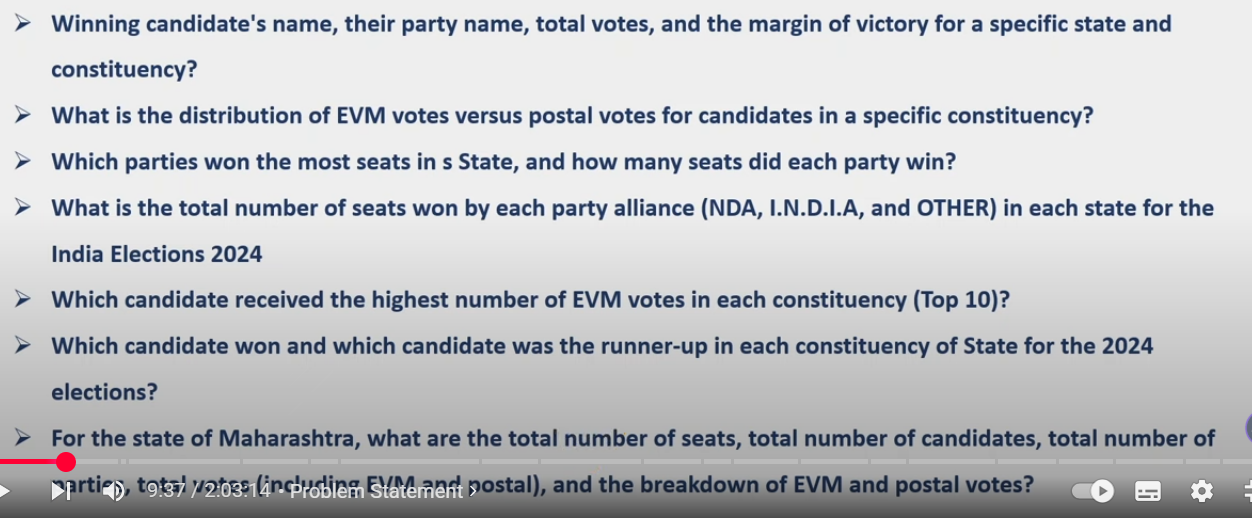 ➤ Winning candidate's name, their party name, total votes, and the margin of victory for a specific state and
constituency?
➤ What is the distribution of EVM votes versus postal votes for candidates in a specific constituency?
➤ Which parties won the most seats in s State, and how many seats did each party win?
➤ What is the total number of seats won by each party alliance (NDA, I.N.D.I.A, and OTHER) in each state for the
India Elections 2024
➤ Which candidate received the highest number of EVM votes in each constituency (Top 10)?
➤ Which candidate won and which candidate was the runner-up in each constituency of State for the 2024
elections?
➤ For the state of Maharashtra, what are the total number of seats, total number of candidates, total number of
parties, total votes (including EVM and postal), and the breakdown of EVM and postal votes?
9:37 / 2:03:14 • Problem Statement ›